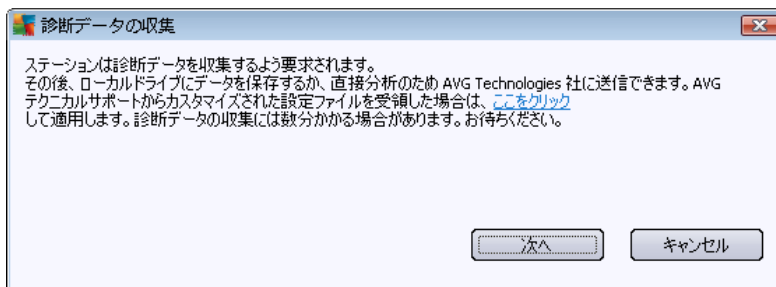 診断データの収集
ステーションは診断データを収集するよう要求されます。
その後、ローカルドライブにデータを保存するか、直接分析のため AVG Technologies 社に送信できます。AVG
テクニカルサポートからカスタマイズされた設定ファイルを受領した場合は、ここをクリック
して適用します。診断データの収集には数分かかる場合があります。お待ちください。
次へ
キャンセル